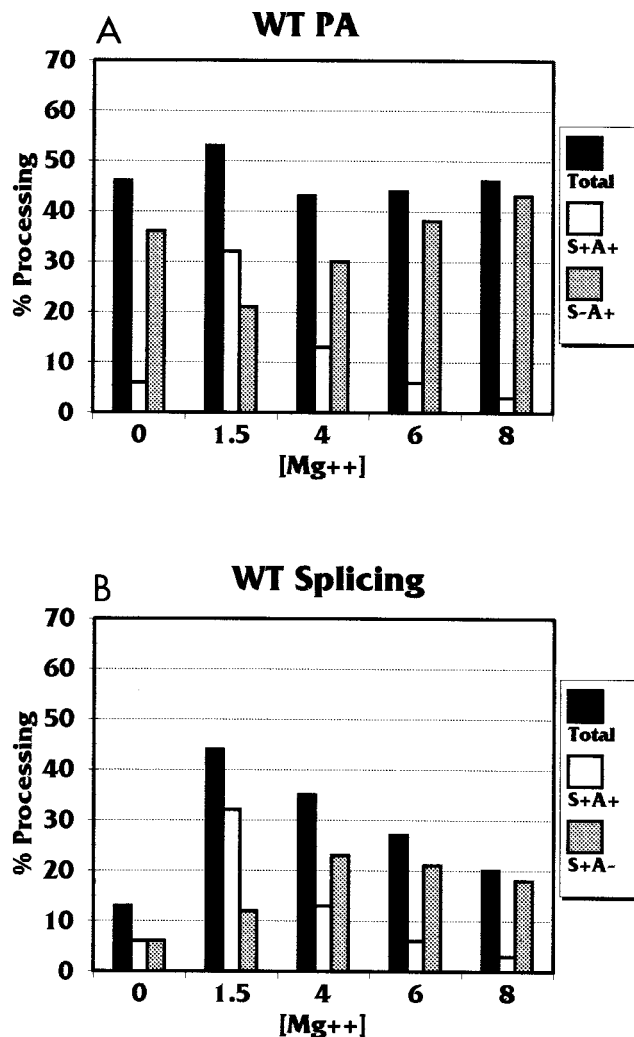 A
WT PA
70
60
50
40
30
20
10
0
% Processing
0 1.5 4 6 8
[Mg++]
Total
S+A+
S-A+
B
WT Splicing
70
60
50
40
30
20
10
0
% Processing
0 1.5 4 6 8
[Mg++]
Total
S+A+
S+A-